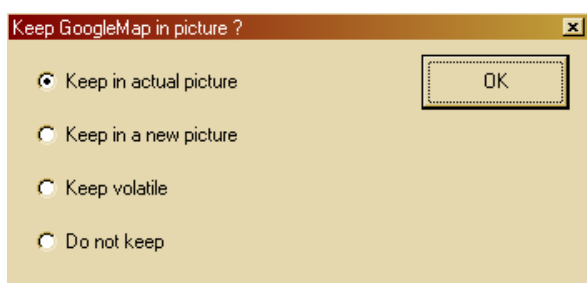 Keep GoogleMap in picture ?
Keep in actual picture
OK
Keep in a new picture
Keep volatile
Do not keep